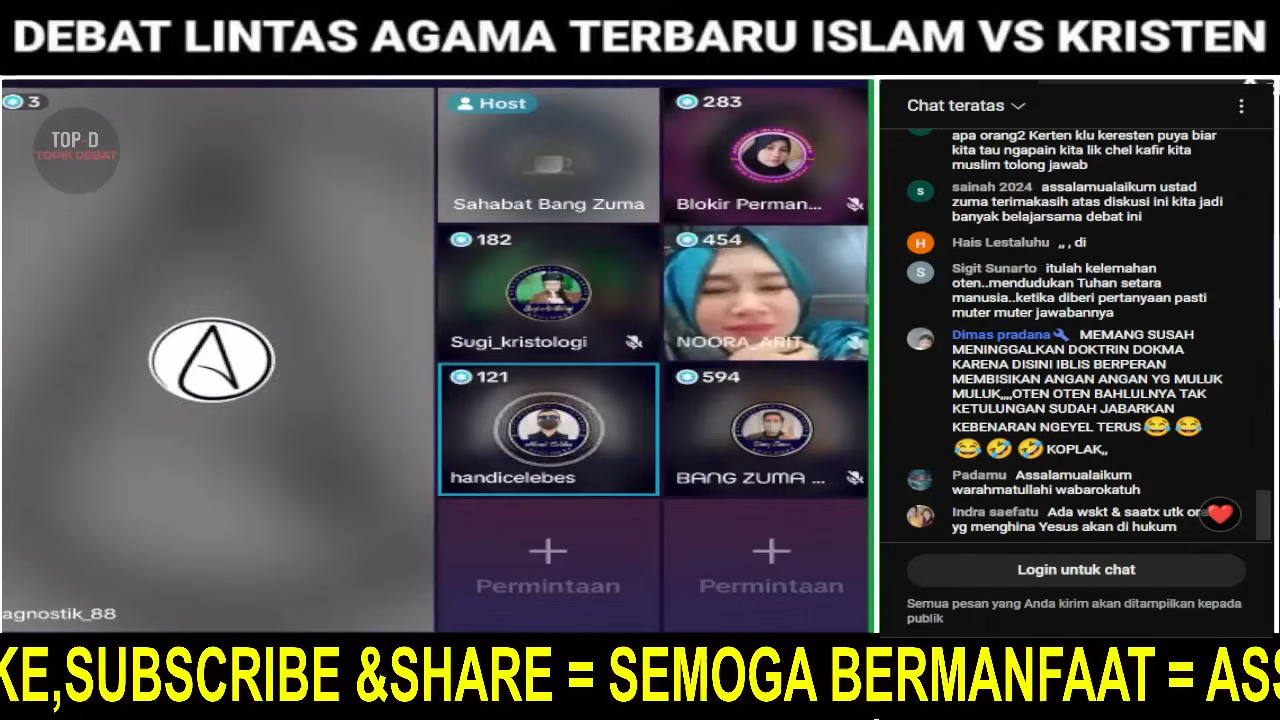 DEBAT LINTAS AGAMA TERBARU ISLAM VS KRISTEN
3
TOP-D
TOPIK DEBAT
agnostik_88
Host
Sahabat Bang Zuma
283
Blokir Perman...
182
Sugi_kristologi
454
NOORA_ARIT...
121
handicelebes
594
BANG ZUMA ...
Permintaan
Permintaan
Chat teratas
apa orang2 Kerten klu keresten puya biar
kita tau ngapain kita lik chel kafir kita
muslim tolong jawab
sainah 2024 assalamualaikum ustad
zuma terimakasih atas diskusi ini kita jadi
banyak belajarsama debat ini
Hais Lestaluhu ,, , di
Sigit Sunarto itulah kelemahan
oten..mendudukan Tuhan setara
manusia..ketika diberi pertanyaan pasti
muter muter jawabannya
Dimas pradana MEMANG SUSAH
MENINGGALKAN DOKTRIN DOKMA
KARENA DISINI IBLIS BERPERAN
MEMBISIKAN ANGAN ANGAN YG MULUK
MULUK,,,,OTEN OTEN BAHLULNYA TAK
KETULUNGAN SUDAH JABARKAN
KEBENARAN NGEYEL TERUS😂😂
😂🤣🤣KOPLAK,,
Padamu Assalamualaikum
warahmatullahi wabarokatuh
Indra saefatu Ada wskt & saatx utk
yg menghina Yesus akan di hukum
Login untuk chat
Semua pesan yang Anda kirim akan ditampilkan kepada
publik
KE,SUBSCRIBE &SHARE = SEMOGA BERMANFAAT = ASS